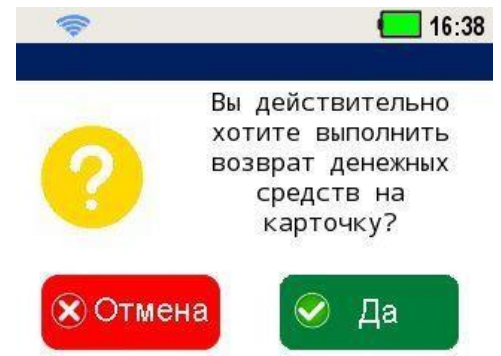 16:38
Вы действительно
хотите выполнить
возврат денежных
средств на
карточку?
Отмена
Да